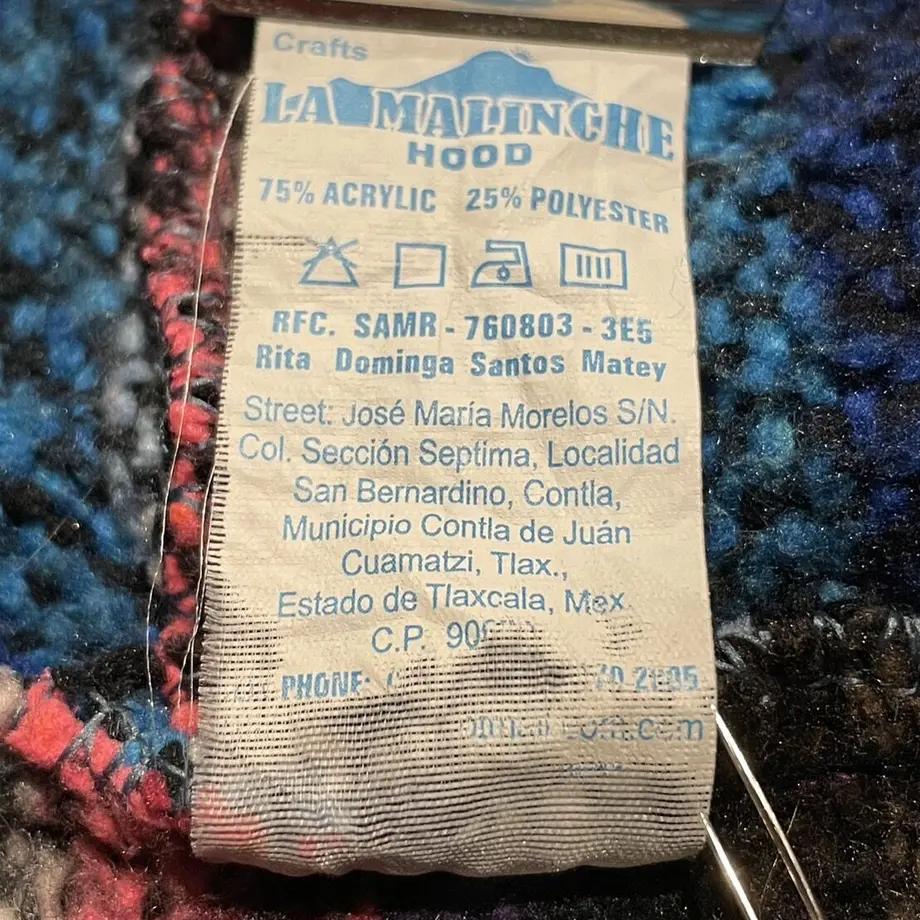 Crafts
LA MALINCHE
HOOD
75% ACRYLIC 25% POLYESTER
RFC. SAMR - 760803 - 3E5
Rita Dominga Santos Matey
Street: José María Morelos S/N.
Col. Sección Septima, Localidad
San Bernardino, Contla,
Municipio Contla de Juán
Cuamatzi, Tlax.,
Estado de Tlaxcala, Mex.
C.P.
PHONE: